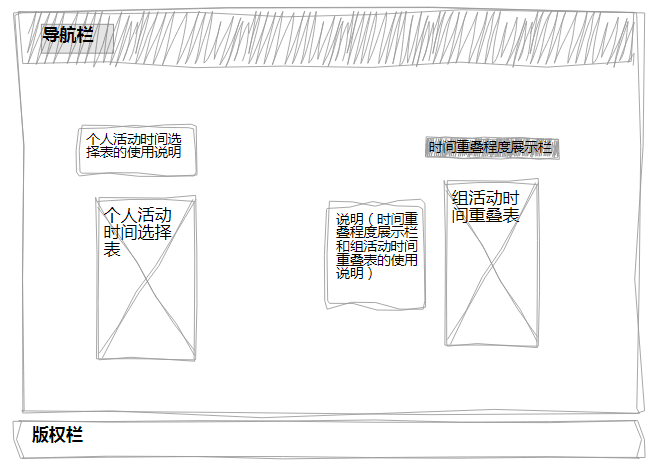 导航栏
个人活动时间选
择表的使用说明
时间重叠程度展示栏
个人活动
时间选择
表
说明（时间重
叠程度展示栏
和组活动时间
重叠表的使用
说明）
组活动时
间重叠表
版权栏